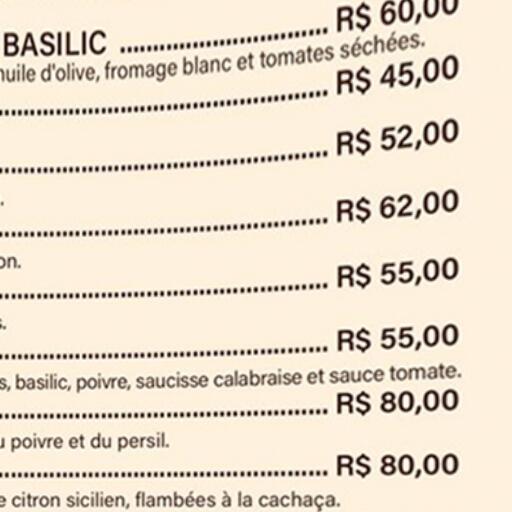 BASILIC ........................ R$ 60,00
huile d'olive, fromage blanc et tomates séchées.
........................ R$ 45,00
........................ R$ 52,00
........................ R$ 62,00
on.
........................ R$ 55,00
s.
........................ R$ 55,00
s, basilic, poivre, saucisse calabraise et sauce tomate.
........................ R$ 80,00
u poivre et du persil.
........................ R$ 80,00
e citron sicilien, flambées à la cachaça.